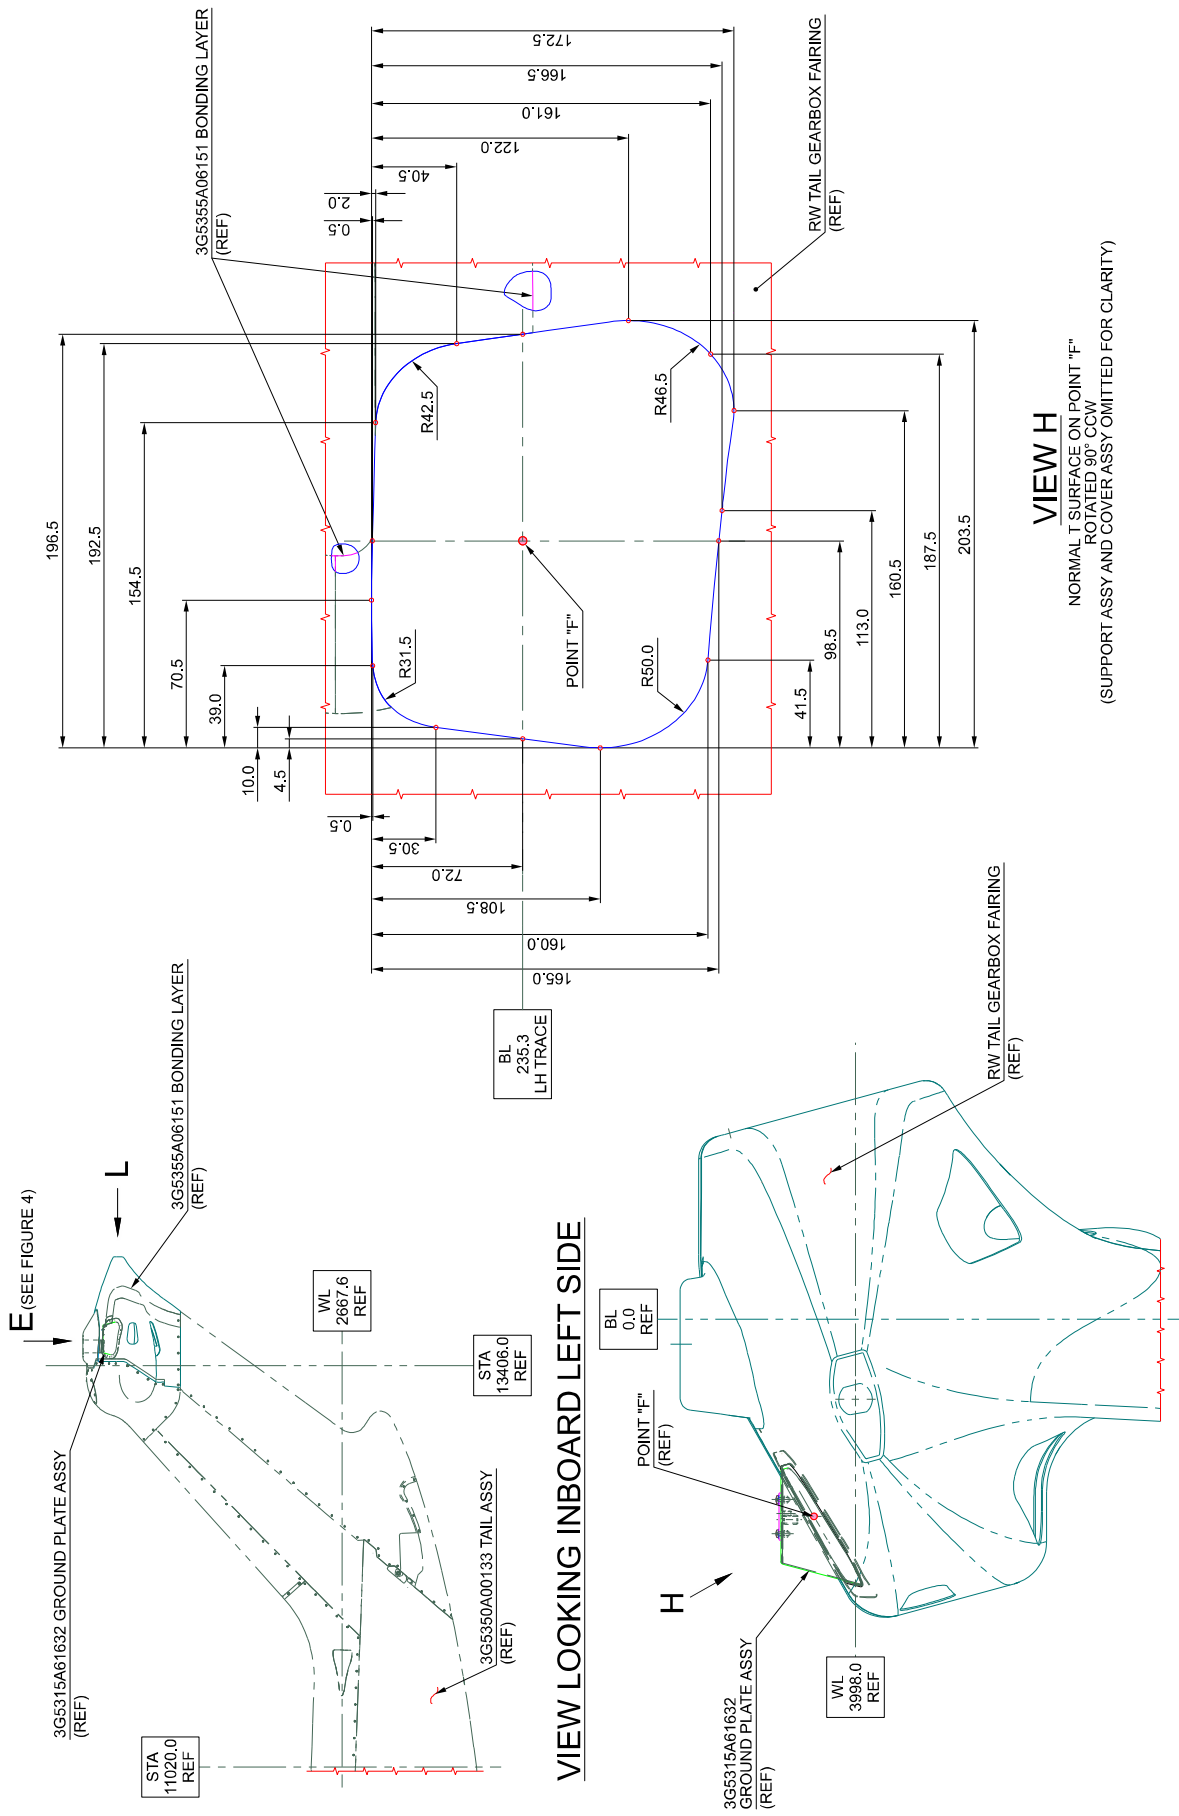 E (SEE FIGURE 4)
L
3G5315A61632 GROUND PLATE ASSY
(REF)
3G5355A06151 BONDING LAYER
(REF)
STA
11020.0
REF
WL
2667.6
REF
STA
13406.0
REF
3G5350A00133 TAIL ASSY
(REF)
VIEW LOOKING INBOARD LEFT SIDE
H
BL
0.0
REF
POINT "F"
(REF)
3G5315A61632
GROUND PLATE ASSY
(REF)
WL
3998.0
REF
RW TAIL GEARBOX FAIRING
(REF)
3G5355A06151 BONDING LAYER
(REF)
196.5
192.5
154.5
70.5
39.0
10.0
4.5
0.5
30.5
72.0
108.5
160.0
165.0
0.5
2.0
40.5
122.0
161.0
166.5
172.5
R31.5
R42.5
R50.0
R46.5
POINT "F"
BL
235.3
LH TRACE
41.5
98.5
113.0
160.5
187.5
203.5
RW TAIL GEARBOX FAIRING
(REF)
VIEW H
NORMAL T SURFACE ON POINT "F"
ROTATED 90° CCW
(SUPPORT ASSY AND COVER ASSY OMITTED FOR CLARITY)